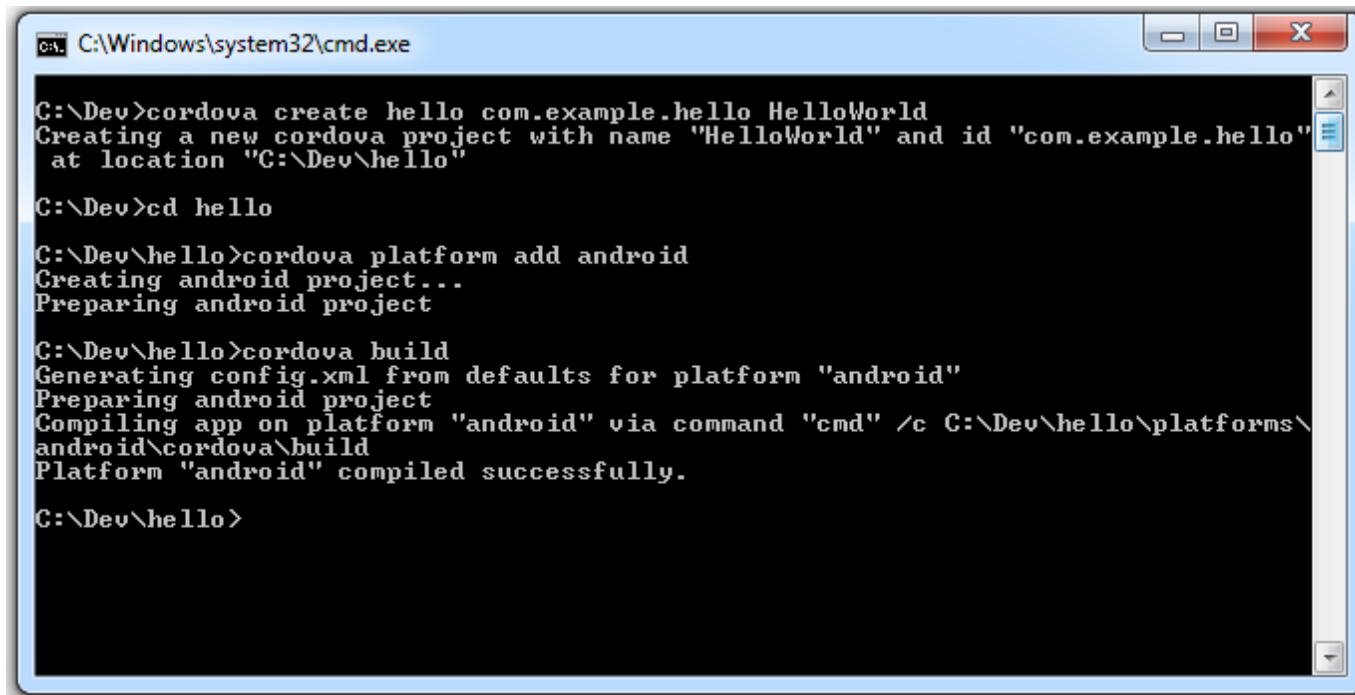 C:\Windows\system32\cmd.exe
C:\Dev>cordova create hello com.example.hello HelloWorld
Creating a new cordova project with name "HelloWorld" and id "com.example.hello"
 at location "C:\Dev\hello"
C:\Dev>cd hello
C:\Dev\hello>cordova platform add android
Creating android project...
Preparing android project
C:\Dev\hello>cordova build
Generating config.xml from defaults for platform "android"
Preparing android project
Compiling app on platform "android" via command "cmd" /c C:\Dev\hello\platforms\
android\cordova\build
Platform "android" compiled successfully.
C:\Dev\hello>